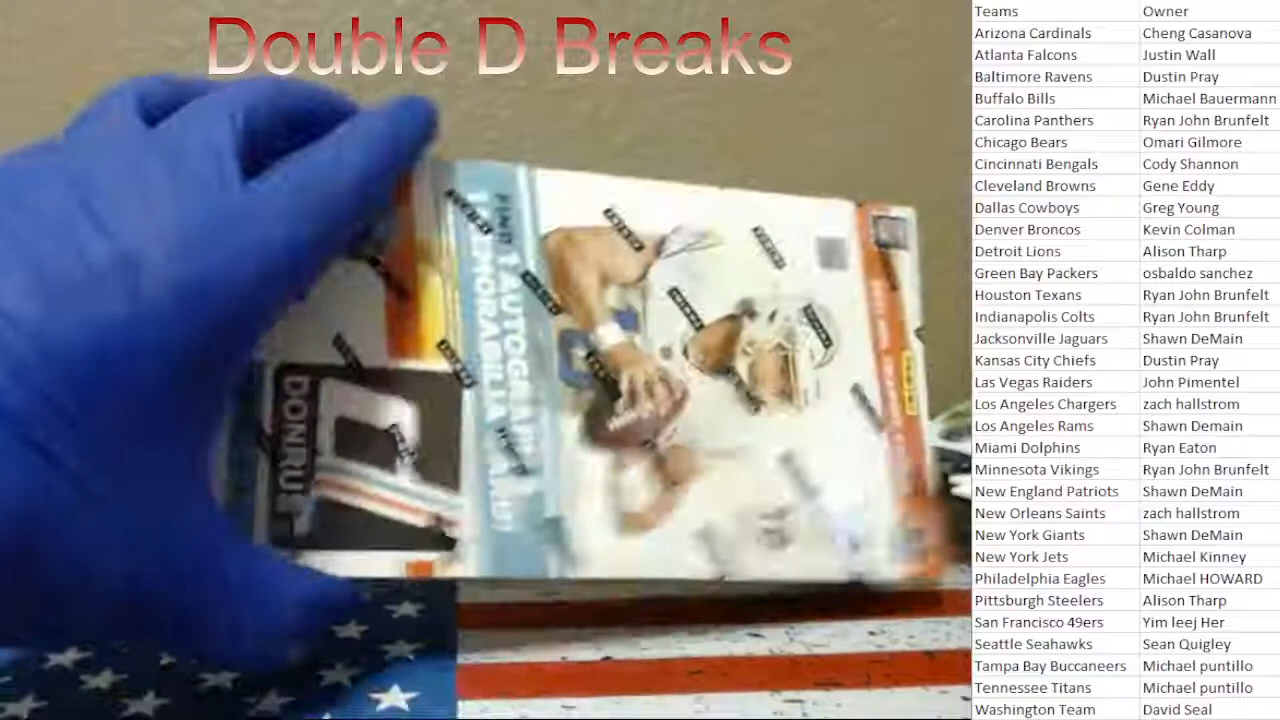 Double D Breaks
DONRUSS
AUTOGRAPH
MEMORABILIA
PANINI
Teams Owner
Arizona Cardinals Cheng Casanova
Atlanta Falcons Justin Wall
Baltimore Ravens Dustin Pray
Buffalo Bills Michael Bauermann
Carolina Panthers Ryan John Brunfelt
Chicago Bears Omari Gilmore
Cincinnati Bengals Cody Shannon
Cleveland Browns Gene Eddy
Dallas Cowboys Greg Young
Denver Broncos Kevin Colman
Detroit Lions Alison Tharp
Green Bay Packers osbaldo sanchez
Houston Texans Ryan John Brunfelt
Indianapolis Colts Ryan John Brunfelt
Jacksonville Jaguars Shawn DeMain
Kansas City Chiefs Dustin Pray
Las Vegas Raiders John Pimentel
Los Angeles Chargers zach hallstrom
Los Angeles Rams Shawn Demain
Miami Dolphins Ryan Eaton
Minnesota Vikings Ryan John Brunfelt
New England Patriots Shawn DeMain
New Orleans Saints zach hallstrom
New York Giants Shawn DeMain
New York Jets Michael Kinney
Philadelphia Eagles Michael HOWARD
Pittsburgh Steelers Alison Tharp
San Francisco 49ers Yim leej Her
Seattle Seahawks Sean Quigley
Tampa Bay Buccaneers Michael puntillo
Tennessee Titans Michael puntillo
Washington Team David Seal